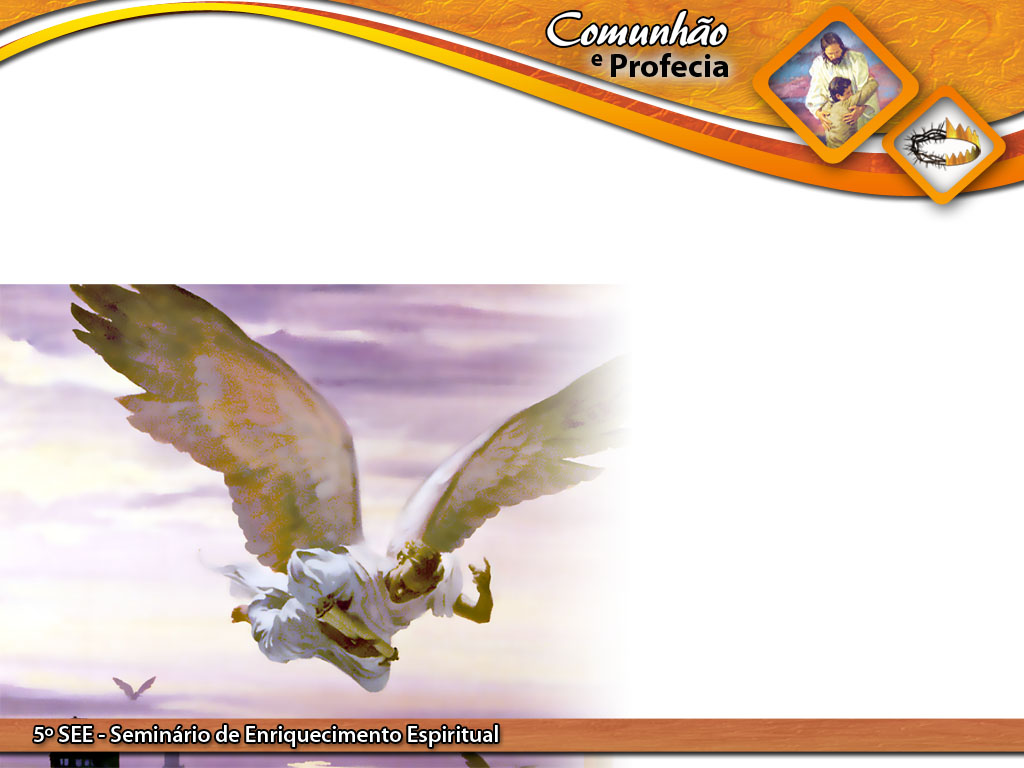 Comunhão
e Profecia
5º SEE - Seminário de Enriquecimento Espiritual